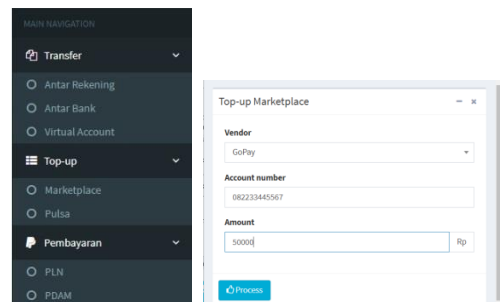 MAIN NAVIGATION
Transfer
Antar Rekening
Antar Bank
Virtual Account
Top-up
Marketplace
Pulsa
Pembayaran
PLN
PDAM
Top-up Marketplace
Vendor
GoPay
Account number
082233445567
Amount
50000 Rp
Process